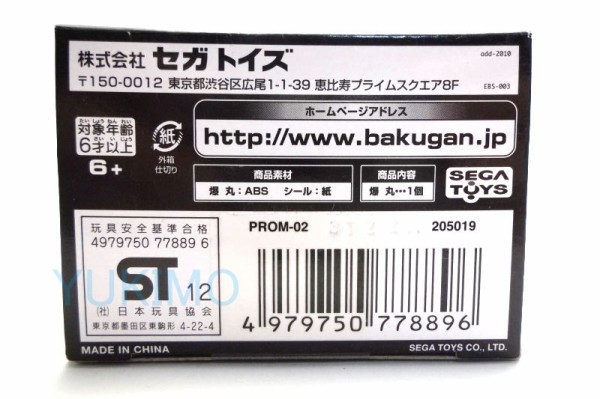 株式会社 セガ トイズ
add-2010
〒150-0012 東京都渋谷区広尾1-1-39 恵比寿プライムスクエア8F
EBS-003
ホームページアドレス
http://www.bakugan.jp
対象年齢
6才以上
6+
紙
外箱
仕切り
商品素材
爆 丸:ABS シール:紙
商品内容
爆 丸…1個
SEGA
TOYS
玩具安全基準合格
4979750 77889 6
ST 12
(社)日本玩具協会
東京都墨田区東駒形 4-22-4
PROM-02
205019
4 979750 778896
YUKIMO
MADE IN CHINA
SEGA TOYS CO., LTD.